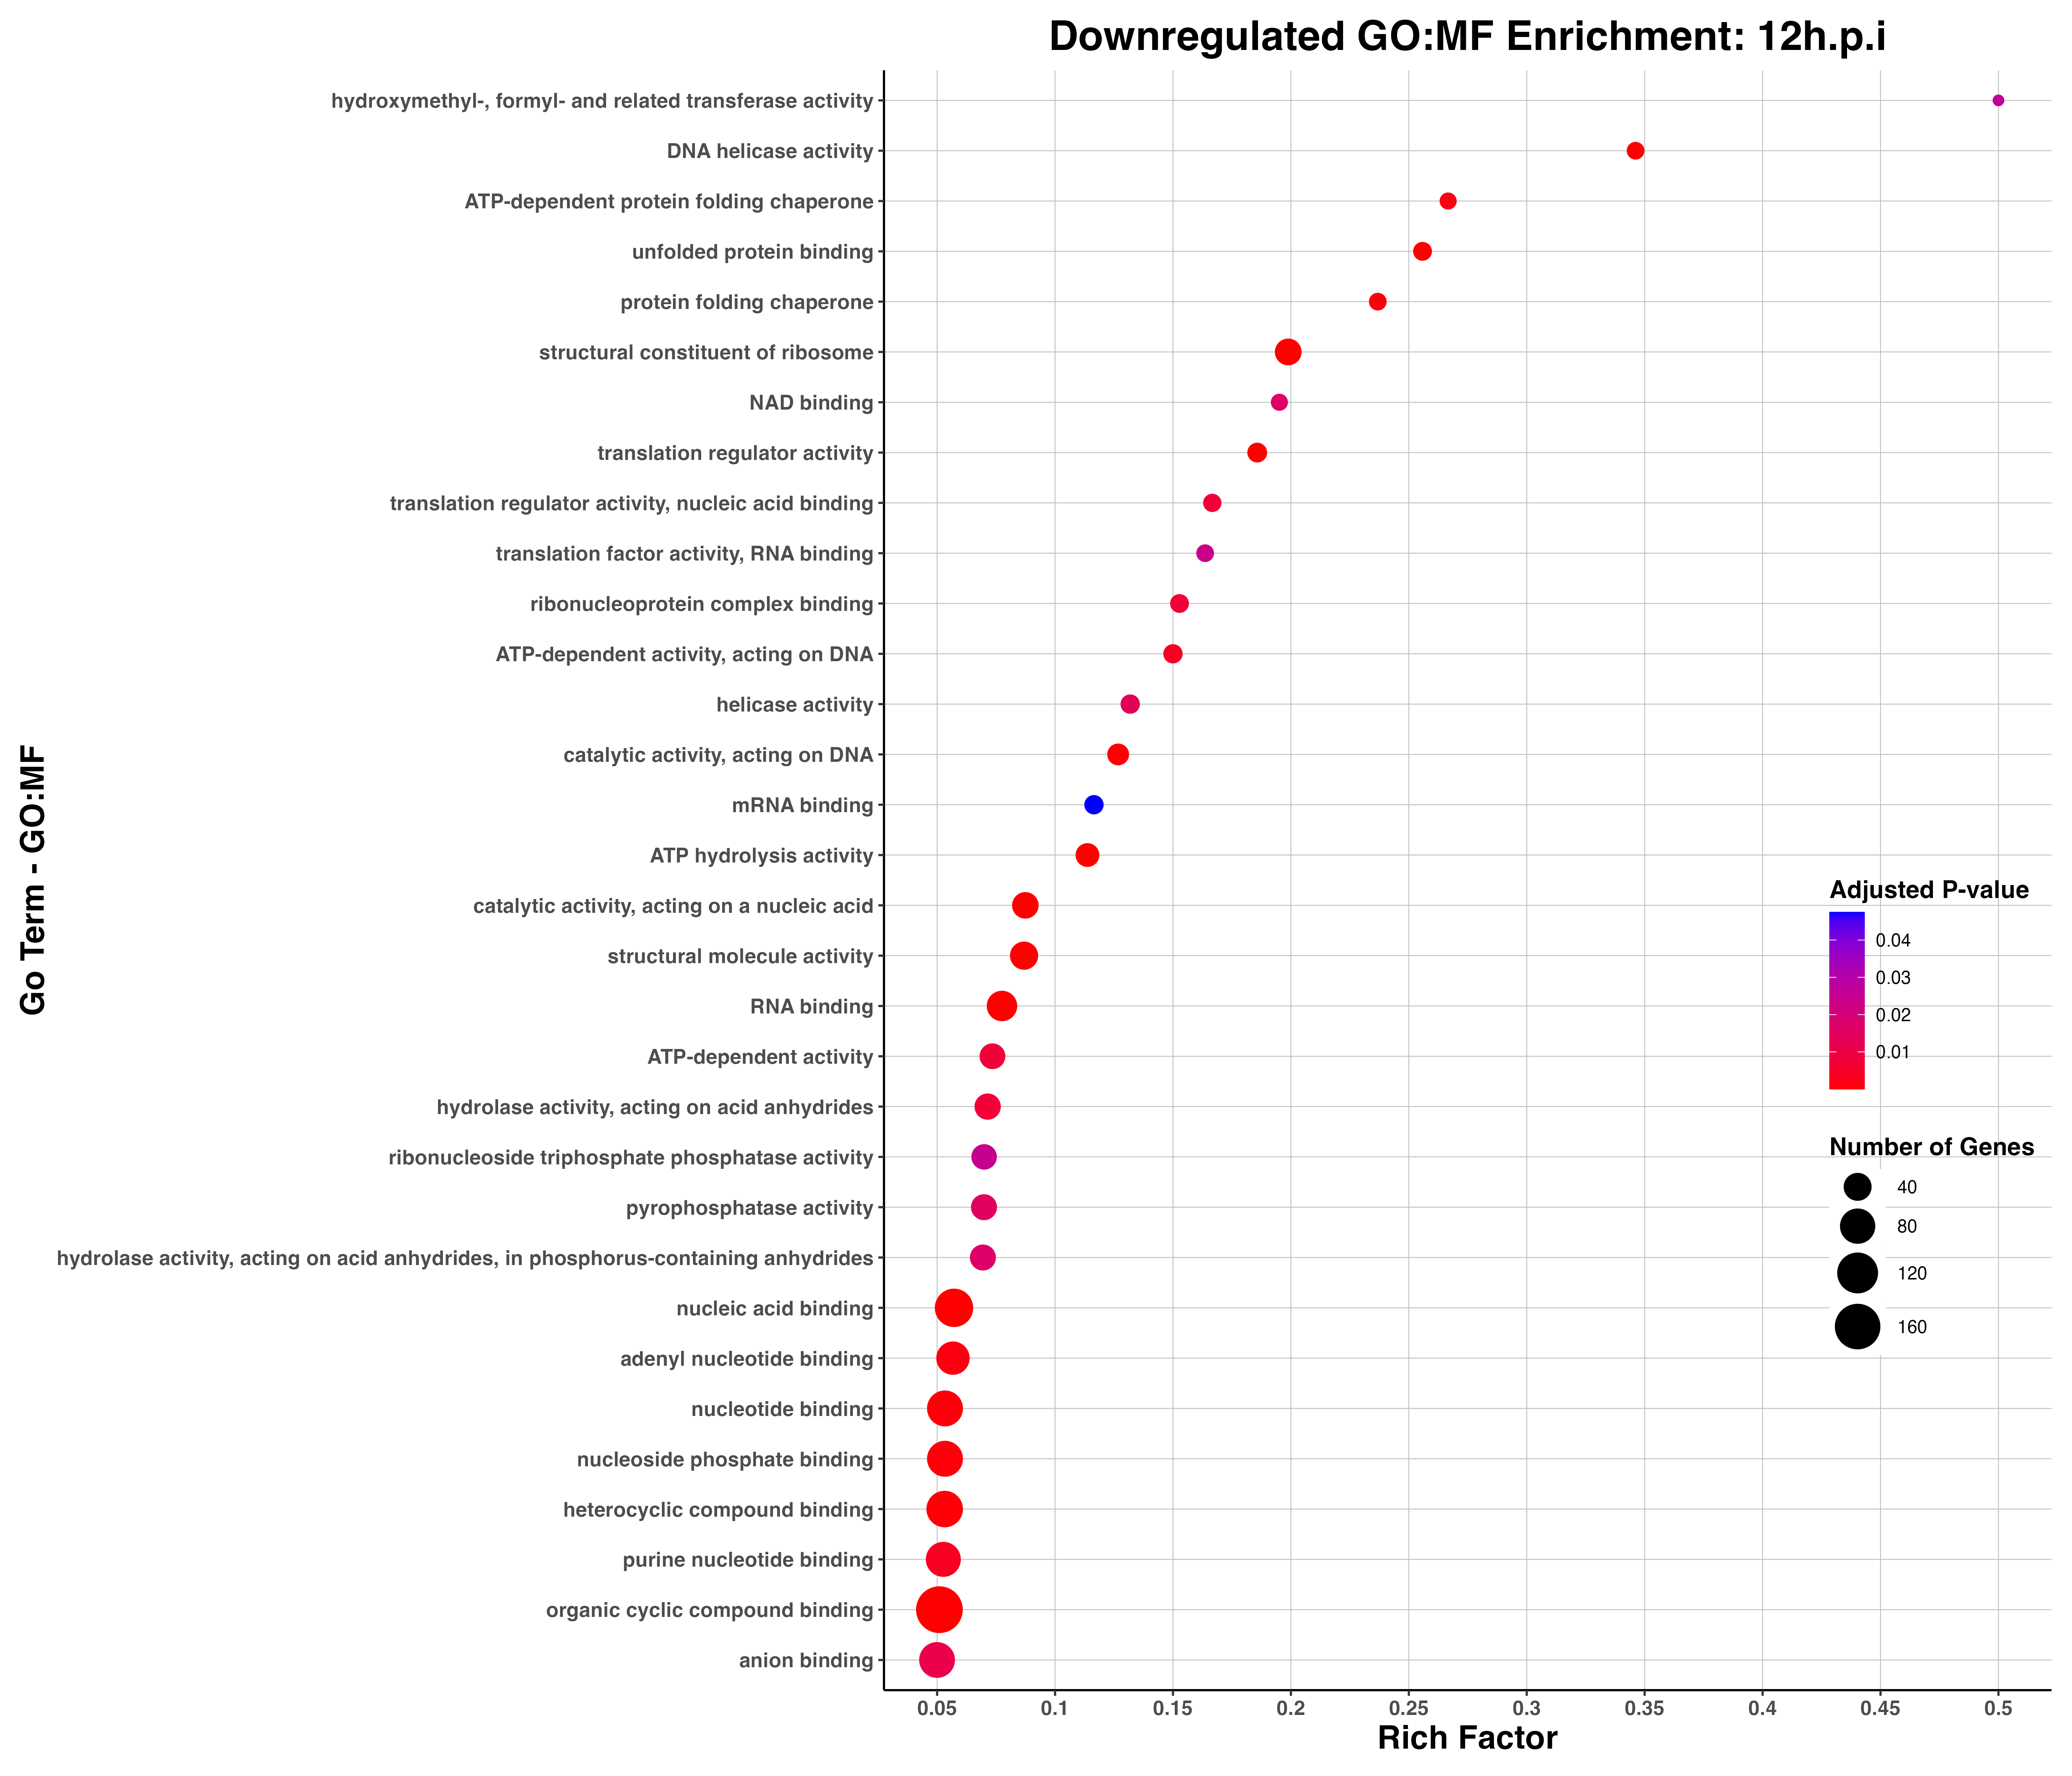 Downregulated GO:MF Enrichment: 12h.p.i
hydroxymethyl-, formyl- and related transferase activity
DNA helicase activity
ATP-dependent protein folding chaperone
unfolded protein binding
protein folding chaperone
structural constituent of ribosome
NAD binding
translation regulator activity
translation regulator activity, nucleic acid binding
translation factor activity, RNA binding
ribonucleoprotein complex binding
ATP-dependent activity, acting on DNA
helicase activity
catalytic activity, acting on DNA
mRNA binding
ATP hydrolysis activity
catalytic activity, acting on a nucleic acid
structural molecule activity
RNA binding
ATP-dependent activity
hydrolase activity, acting on acid anhydrides
ribonucleoside triphosphate phosphatase activity
pyrophosphatase activity
hydrolase activity, acting on acid anhydrides, in phosphorus-containing anhydrides
nucleic acid binding
adenyl nucleotide binding
nucleotide binding
nucleoside phosphate binding
heterocyclic compound binding
purine nucleotide binding
organic cyclic compound binding
anion binding
Go Term - GO:MF
0.05 0.1 0.15 0.2 0.25 0.3 0.35 0.4 0.45 0.5
Rich Factor
Adjusted P-value
0.04
0.03
0.02
0.01
Number of Genes
40
80
120
160